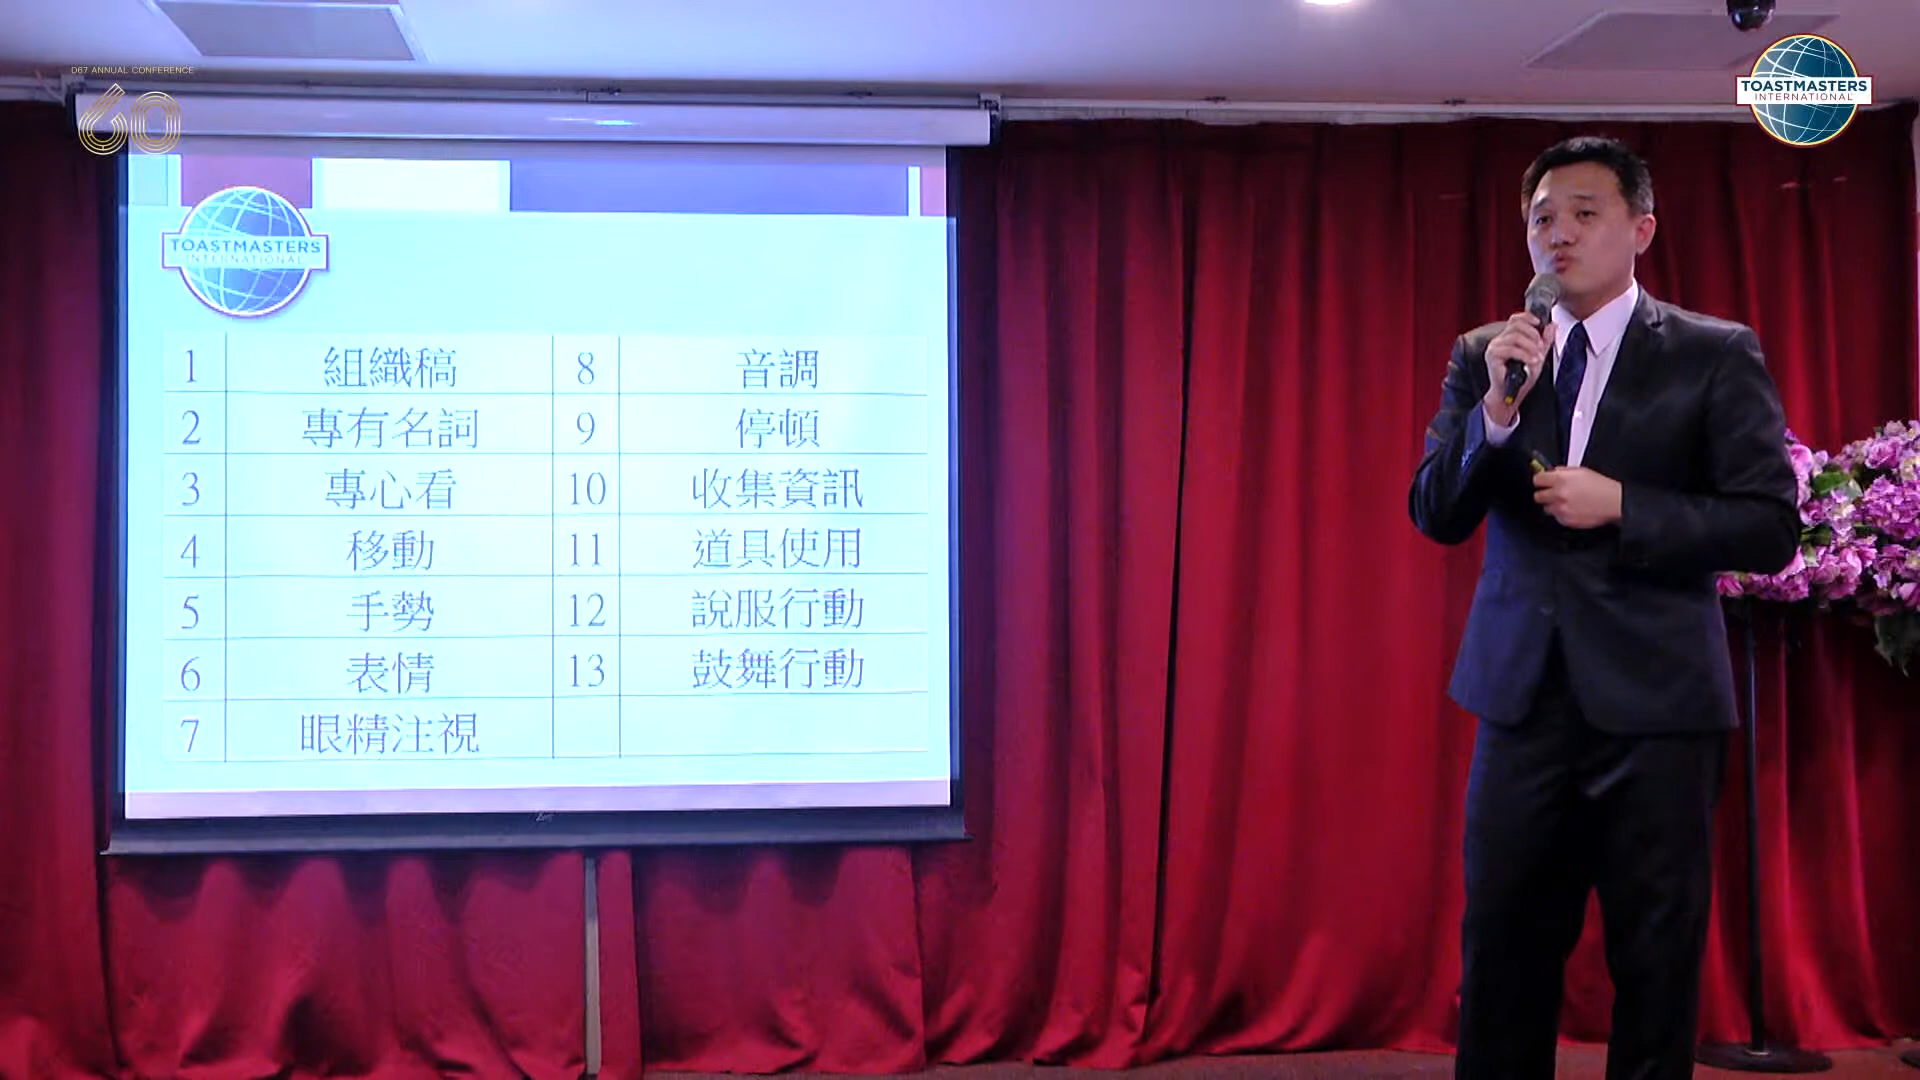 D67 ANNUAL CONFERENCE
60
TOASTMASTERS
INTERNATIONAL
TOASTMASTERS
INTERNATIONAL
1 組織稿 8 音調
2 專有名詞 9 停頓
3 專心看 10 收集資訊
4 移動 11 道具使用
5 手勢 12 說服行動
6 表情 13 鼓舞行動
7 眼精注視